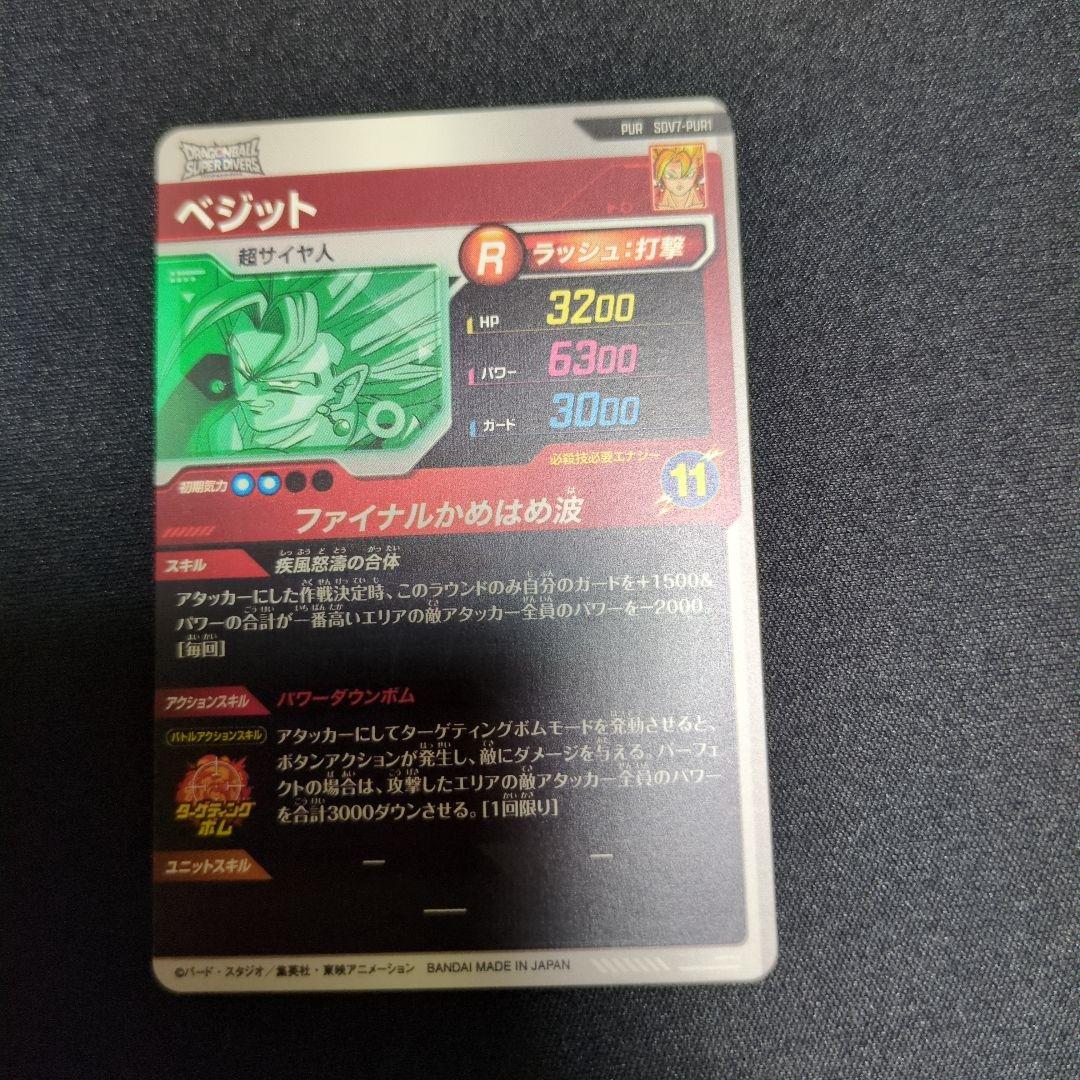 PUR SDV7-PUR1
DRAGONBALL
SUPER DIVERS
ベジット
超サイヤ人
R ラッシュ:打撃
HP 3200
パワー 6300
ガード 3000
必殺技必要エナジー
11
初期気力
ファイナルかめはめ波
スキル 疾風怒濤の合体
アタッカーにした作戦決定時、このラウンドのみ自分のガードを+1500&
パワーの合計が一番高いエリアの敵アタッカー全員のパワーを-2000。
[毎回]
アクションスキル パワーダウンボム
バトルアクションスキル
アタッカーにしてターゲティングボムモードを発動させると、
ボタンアクションが発生し、敵にダメージを与える。パーフェ
クトの場合は、攻撃したエリアの敵アタッカー全員のパワー
を合計3000ダウンさせる。[1回限り]
ターゲティング
ボム
ユニットスキル ー ー
ー
©バード・スタジオ/集英社・東映アニメーション BANDAI MADE IN JAPAN